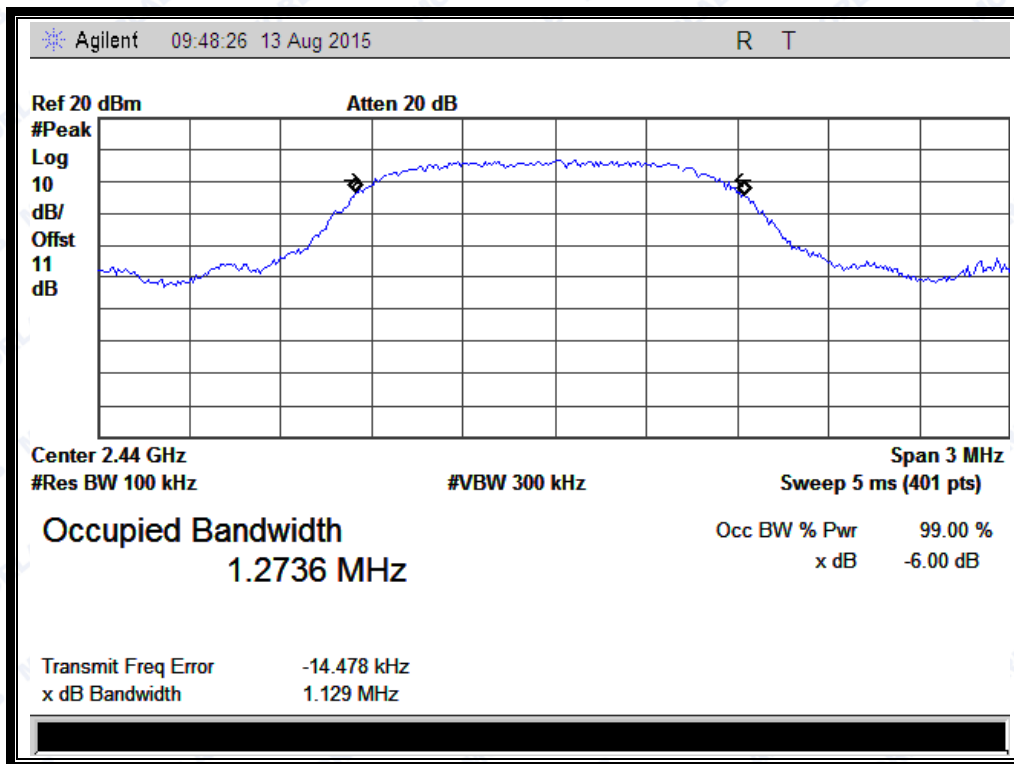 Agilent 09:48:26 13 Aug 2015 R T
Ref 20 dBm Atten 20 dB
#Peak
Log
10
dB/
Offst
11
dB
Center 2.44 GHz Span 3 MHz
#Res BW 100 kHz #VBW 300 kHz Sweep 5 ms (401 pts)
Occupied Bandwidth Occ BW % Pwr 99.00 %
1.2736 MHz x dB -6.00 dB
Transmit Freq Error -14.478 kHz
x dB Bandwidth 1.129 MHz